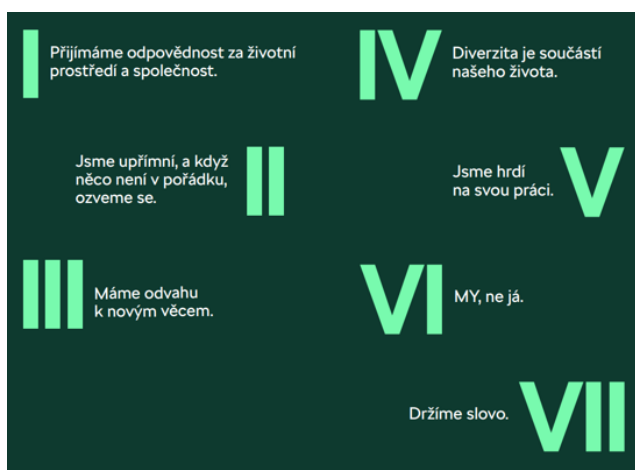 I
Přijímáme odpovědnost za životní
prostředí a společnost.
II
Jsme upřímní, a když
něco není v pořádku,
ozveme se.
III
Máme odvahu
k novým věcem.
IV
Diverzita je součástí
našeho života.
V
Jsme hrdí
na svou práci.
VI
MY, ne já.
VII
Držíme slovo.